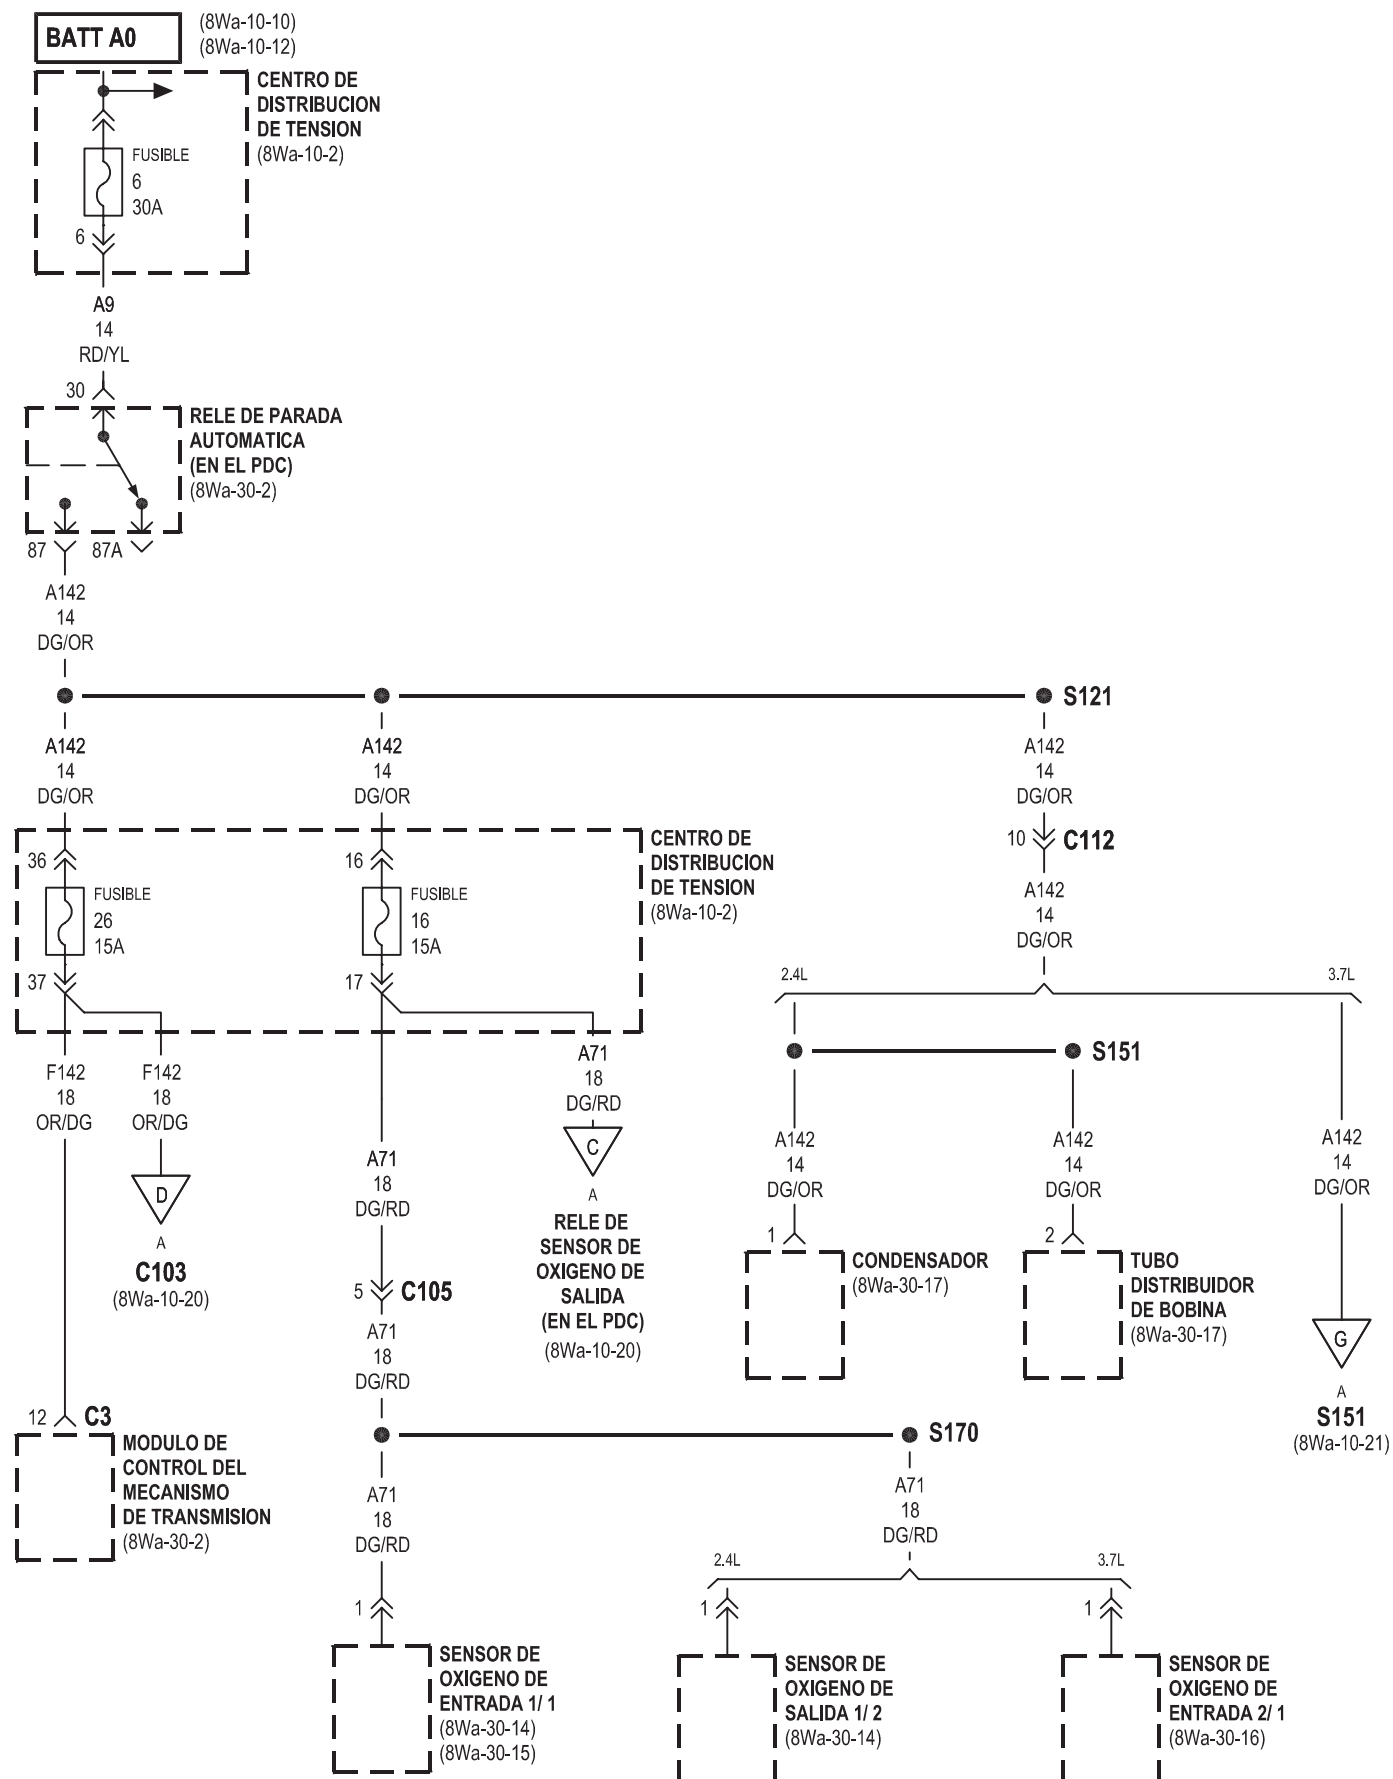 BATT A0
(8Wa-10-10)
(8Wa-10-12)
CENTRO DE
DISTRIBUCION
DE TENSION
(8Wa-10-2)
FUSIBLE
6
30A
6
A9
14
RD/YL
30
RELE DE PARADA
AUTOMATICA
(EN EL PDC)
(8Wa-30-2)
87
87A
A142
14
DG/OR
S121
A142
14
DG/OR
A142
14
DG/OR
A142
14
DG/OR
10
C112
A142
14
DG/OR
CENTRO DE
DISTRIBUCION
DE TENSION
(8Wa-10-2)
36
FUSIBLE
26
15A
37
16
FUSIBLE
16
15A
17
2.4L
3.7L
S151
F142
18
OR/DG
F142
18
OR/DG
D
A
C103
(8Wa-10-20)
A71
18
DG/RD
C
A
RELE DE
SENSOR DE
OXIGENO DE
SALIDA
(EN EL PDC)
(8Wa-10-20)
A71
18
DG/RD
5
C105
A71
18
DG/RD
A142
14
DG/OR
1
CONDENSADOR
(8Wa-30-17)
A142
14
DG/OR
2
TUBO
DISTRIBUIDOR
DE BOBINA
(8Wa-30-17)
A142
14
DG/OR
G
A
S151
(8Wa-10-21)
12
C3
MODULO DE
CONTROL DEL
MECANISMO
DE TRANSMISION
(8Wa-30-2)
S170
A71
18
DG/RD
A71
18
DG/RD
2.4L
3.7L
1
SENSOR DE
OXIGENO DE
ENTRADA 1/ 1
(8Wa-30-14)
(8Wa-30-15)
1
SENSOR DE
OXIGENO DE
SALIDA 1/ 2
(8Wa-30-14)
1
SENSOR DE
OXIGENO DE
ENTRADA 2/ 1
(8Wa-30-16)